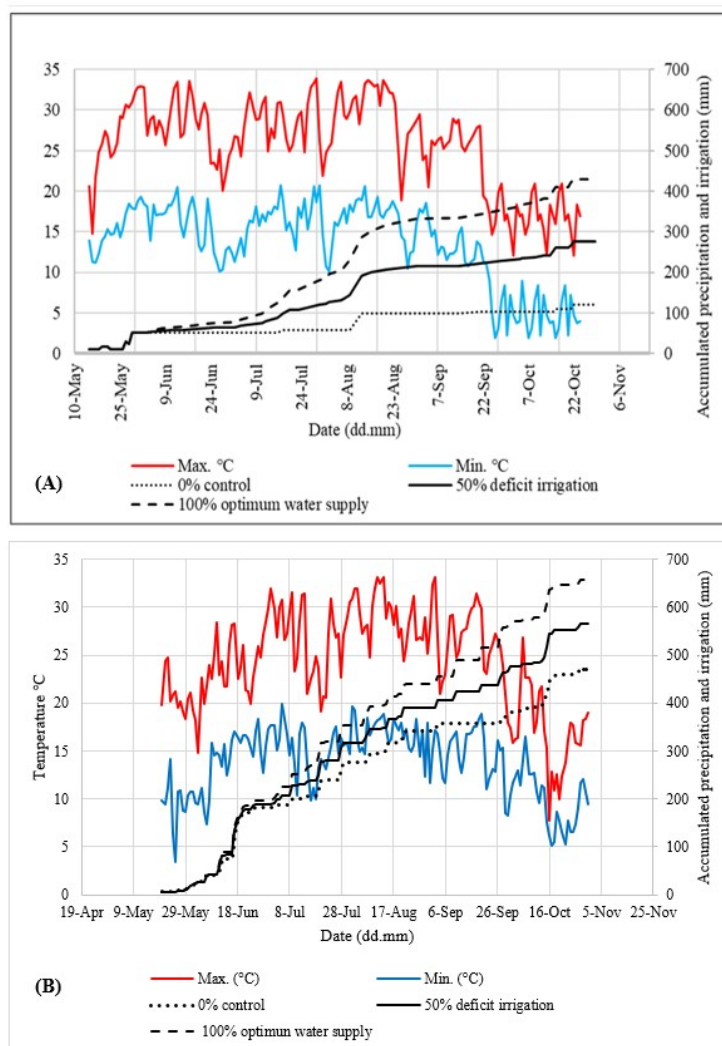 35
30
25
20
15
10
5
0
700
600
500
400
300
200
100
0
Accumulated precipitation and irrigation (mm)
10-May
25-May
9-Jun
24-Jun
9-Jul
24-Jul
8-Aug
23-Aug
7-Sep
22-Sep
7-Oct
22-Oct
6-Nov
Date (dd.mm)
Max. °C
Min. °C
0% control
50% deficit irrigation
100% optimum water supply
(A)
35
30
25
20
15
10
5
0
Temperature °C
700
600
500
400
300
200
100
0
Accumulated precipitation and irrigation (mm)
19-Apr 9-May 29-May 18-Jun 8-Jul 28-Jul 17-Aug 6-Sep 26-Sep 16-Oct 5-Nov 25-Nov
Date (dd.mm)
Max. (°C)
Min. (°C)
0% control
50% deficit irrigation
100% optimun water supply
(B)